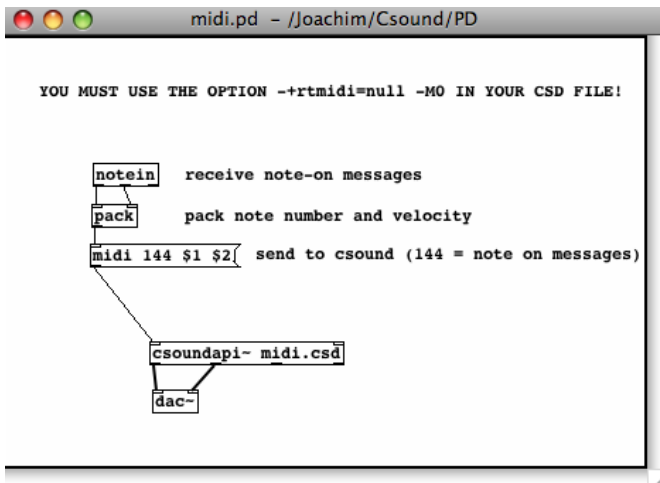 midi.pd - /Joachim/Csound/PD
YOU MUST USE THE OPTION -+rtmidi=null -M0 IN YOUR CSD FILE!
notein receive note-on messages
pack pack note number and velocity
midi 144 $1 $2 send to csound (144 = note on messages)
csoundapi~ midi.csd
dac~